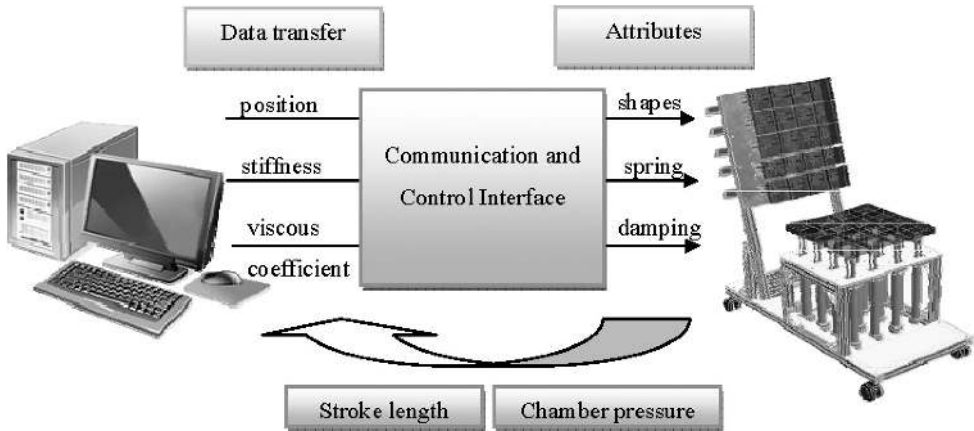 Data transfer
Attributes
position
shapes
Communication and
Control Interface
stiffness
spring
viscous
coefficient
damping
Stroke length
Chamber pressure